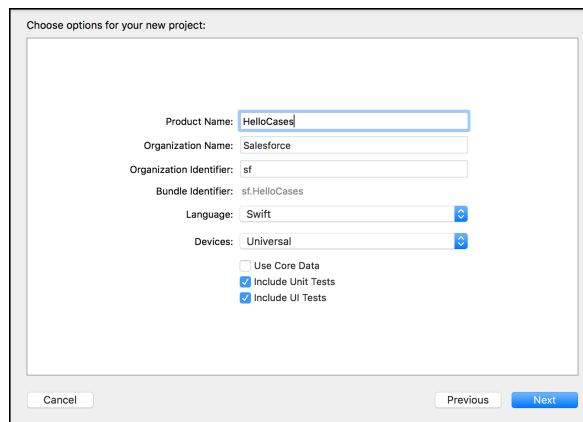 Choose options for your new project:
Product Name: HelloCases
Organization Name: Salesforce
Organization Identifier: sf
Bundle Identifier: sf.HelloCases
Language: Swift
Devices: Universal
Use Core Data
Include Unit Tests
Include UI Tests
Cancel Previous Next